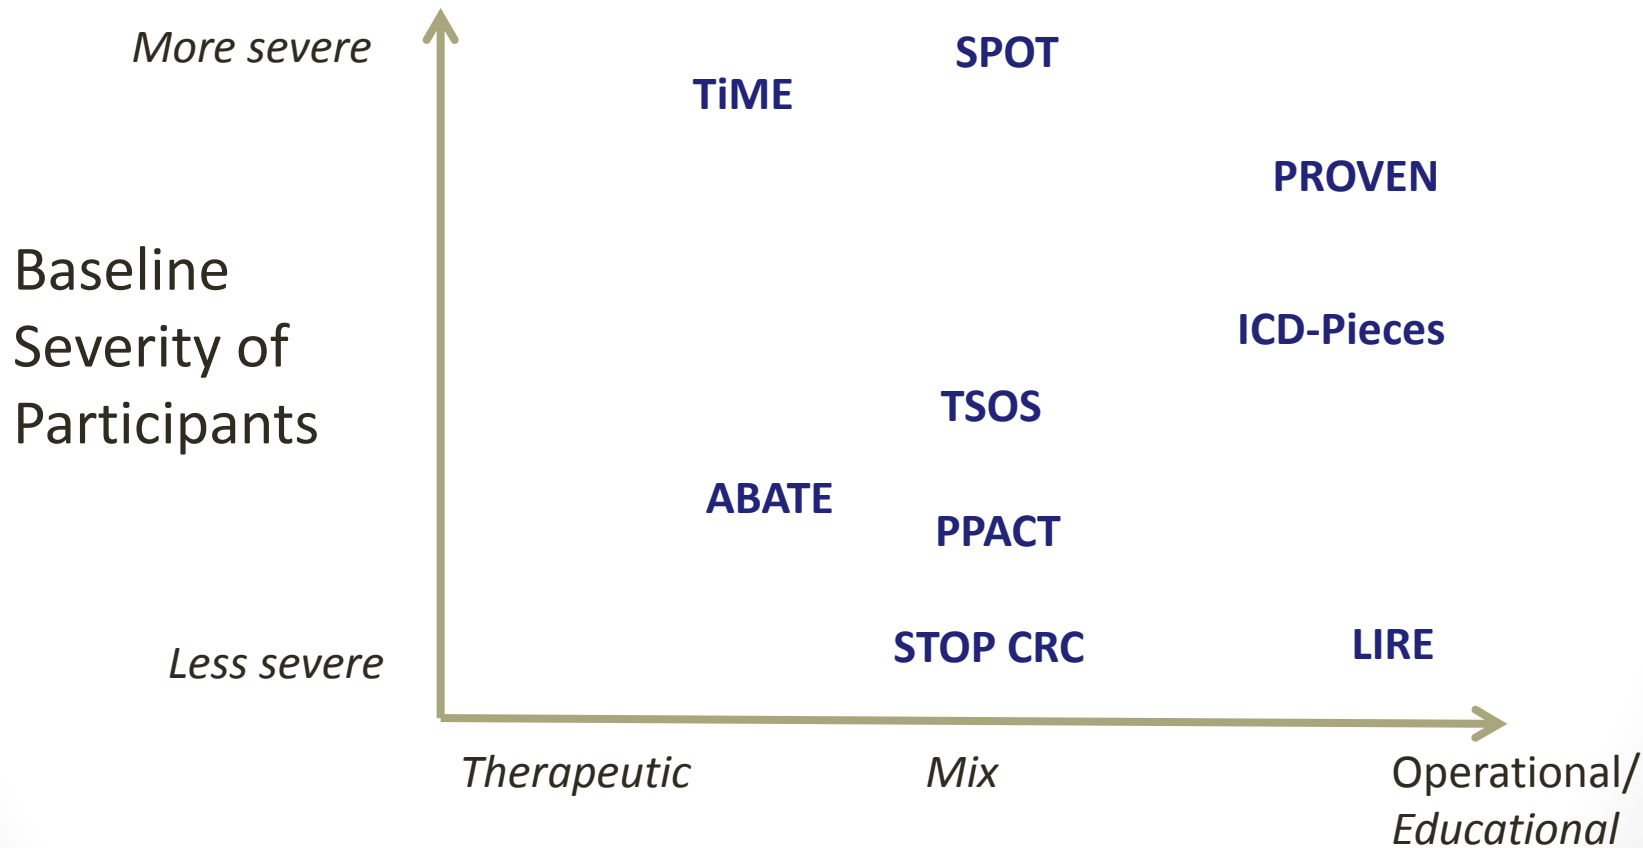 More severe
SPOT
TiME
PROVEN
Baseline
Severity of
Participants
ICD-Pieces
TSOS
ABATE
PPACT
STOP CRC
LIRE
Less severe
Therapeutic
Mix
Operational/
Educational